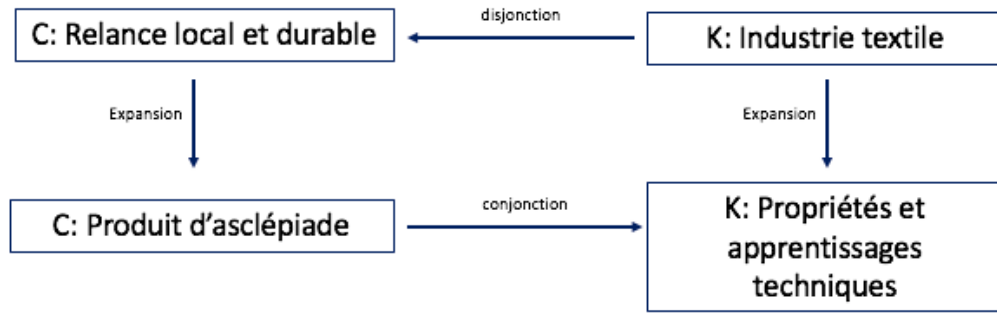 disjonction
C: Relance local et durable
K: Industrie textile
Expansion
Expansion
C: Produit d'asclépiade
conjonction
K: Propriétés et
apprentissages
techniques